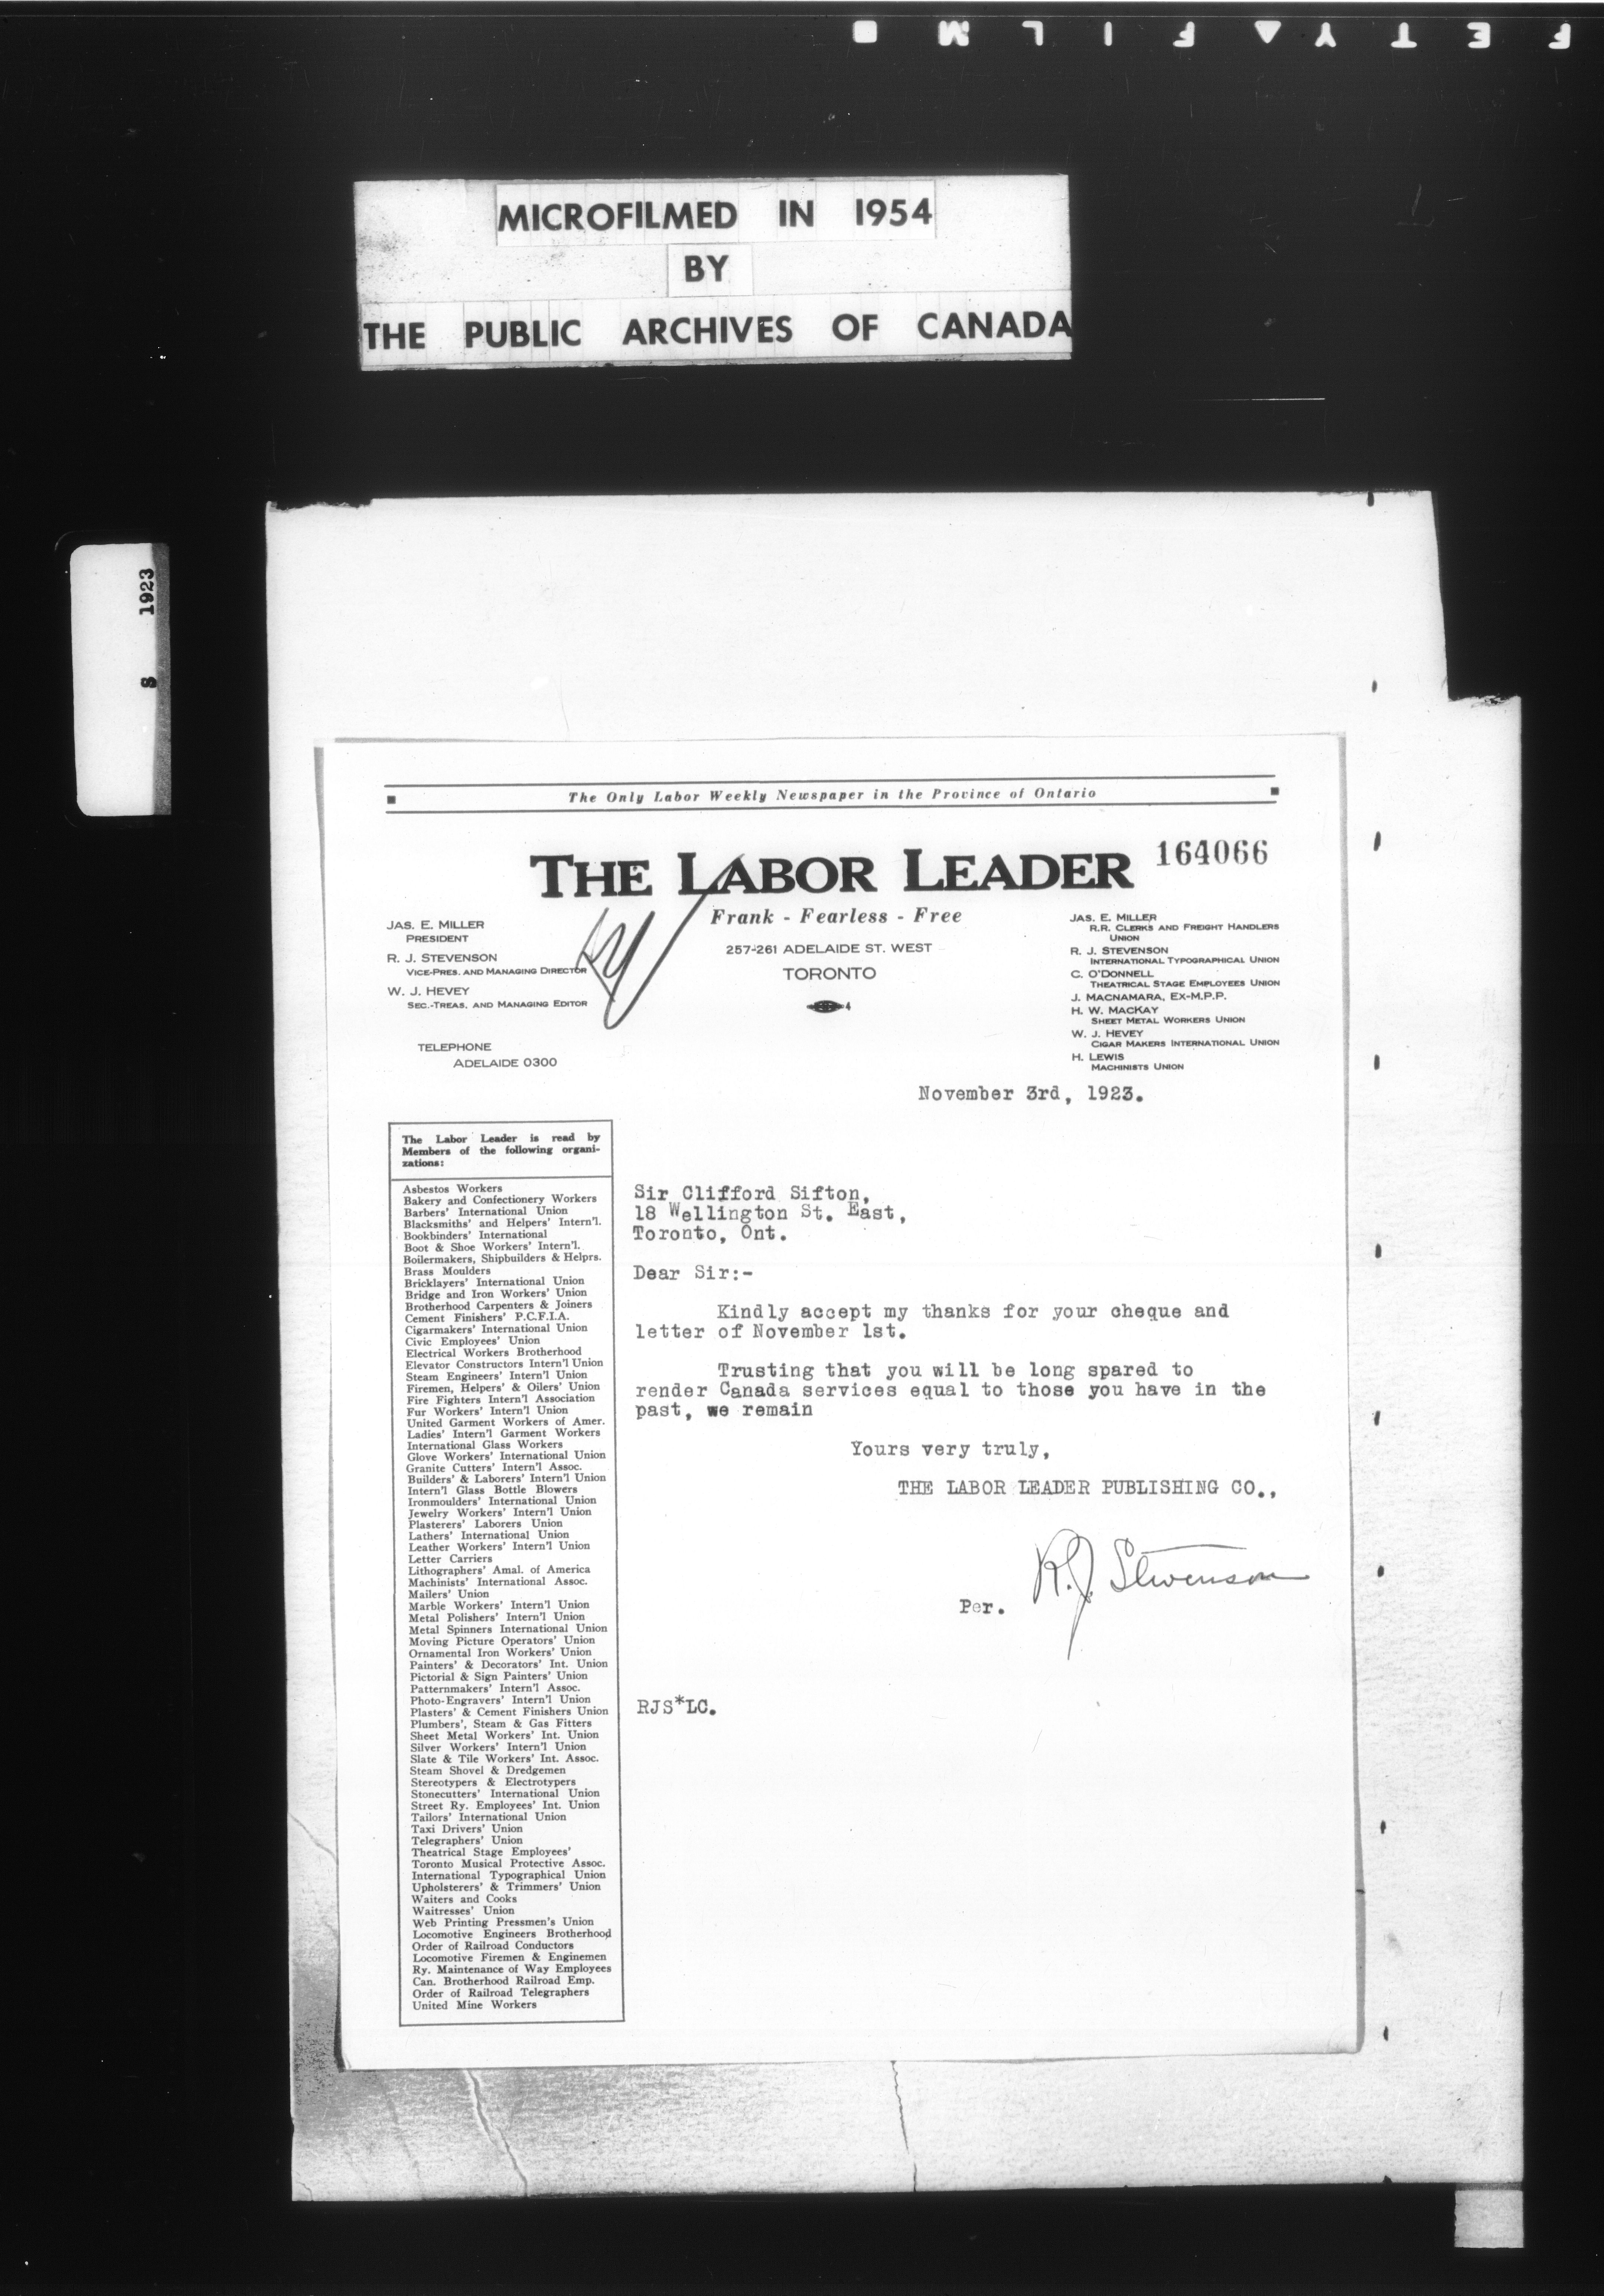 SAFETY FILM
MICROFILMED IN 1954
BY
THE PUBLIC ARCHIVES OF CANADA
S 1923
The Only Labor Weekly Newspaper in the Province of Ontario
THE LABOR LEADER
164066
Frank - Fearless - Free
257-261 ADELAIDE ST. WEST
TORONTO
4
JAS. E. MILLER
PRESIDENT
R. J. STEVENSON
VICE-PRES. AND MANAGING DIRECTOR
W. J. HEVEY
SEC.-TREAS. AND MANAGING EDITOR
TELEPHONE
ADELAIDE 0300
JAS. E. MILLER
R.R. CLERKS AND FREIGHT HANDLERS
UNION
R. J. STEVENSON
INTERNATIONAL TYPOGRAPHICAL UNION
C. O'DONNELL
THEATRICAL STAGE EMPLOYEES UNION
J. MACNAMARA, EX-M.P.P.
H. W. MACKAY
SHEET METAL WORKERS UNION
W. J. HEVEY
CIGAR MAKERS INTERNATIONAL UNION
H. LEWIS
MACHINISTS UNION
November 3rd, 1923.
The Labor Leader is read by
Members of the following organi-
zations:
Asbestos Workers
Bakery and Confectionery Workers
Barbers' International Union
Blacksmiths' and Helpers' Intern'l.
Bookbinders' International
Boot & Shoe Workers' Intern'l.
Boilermakers, Shipbuilders & Helprs.
Brass Moulders
Bricklayers' International Union
Bridge and Iron Workers' Union
Brotherhood Carpenters & Joiners
Cement Finishers' P.C.F.I.A.
Cigarmakers' International Union
Civic Employees' Union
Electrical Workers Brotherhood
Elevator Constructors Intern'l Union
Steam Engineers' Intern'l Union
Firemen, Helpers' & Oilers' Union
Fire Fighters Intern'l Association
Fur Workers' Intern'l Union
United Garment Workers of Amer.
Ladies' Intern'l Garment Workers
International Glass Workers
Glove Workers' International Union
Granite Cutters' Intern'l Assoc.
Builders' & Laborers' Intern'l Union
Intern'l Glass Bottle Blowers
Ironmoulders' International Union
Jewelry Workers' Intern'l Union
Plasterers' Laborers Union
Lathers' International Union
Leather Workers' Intern'l Union
Letter Carriers
Lithographers' Amal. of America
Machinists' International Assoc.
Mailers' Union
Marble Workers' Intern'l Union
Metal Polishers' Intern'l Union
Metal Spinners International Union
Moving Picture Operators' Union
Ornamental Iron Workers' Union
Painters' & Decorators' Int. Union
Pictorial & Sign Painters' Union
Patternmakers' Intern'l Assoc.
Photo-Engravers' Intern'l Union
Plasters' & Cement Finishers Union
Plumbers', Steam & Gas Fitters
Sheet Metal Workers' Int. Union
Silver Workers' Intern'l Union
Slate & Tile Workers' Int. Assoc.
Steam Shovel & Dredgemen
Stereotypers & Electrotypers
Stonecutters' International Union
Street Ry. Employees' Int. Union
Tailors' International Union
Taxi Drivers' Union
Telegraphers' Union
Theatrical Stage Employees'
Toronto Musical Protective Assoc.
International Typographical Union
Upholsterers' & Trimmers' Union
Waiters and Cooks
Waitresses' Union
Web Printing Pressmen's Union
Locomotive Engineers Brotherhood
Order of Railroad Conductors
Locomotive Firemen & Enginemen
Ry. Maintenance of Way Employees
Can. Brotherhood Railroad Emp.
Order of Railroad Telegraphers
United Mine Workers
Sir Clifford Sifton,
18 Wellington St. East,
Toronto, Ont.
Dear Sir:-
Kindly accept my thanks for your cheque and
letter of November 1st.
Trusting that you will be long spared to
render Canada services equal to those you have in the
past, we remain
Yours very truly,
THE LABOR LEADER PUBLISHING CO.,
R.J. Stevenson
Per.
RJS*LC.